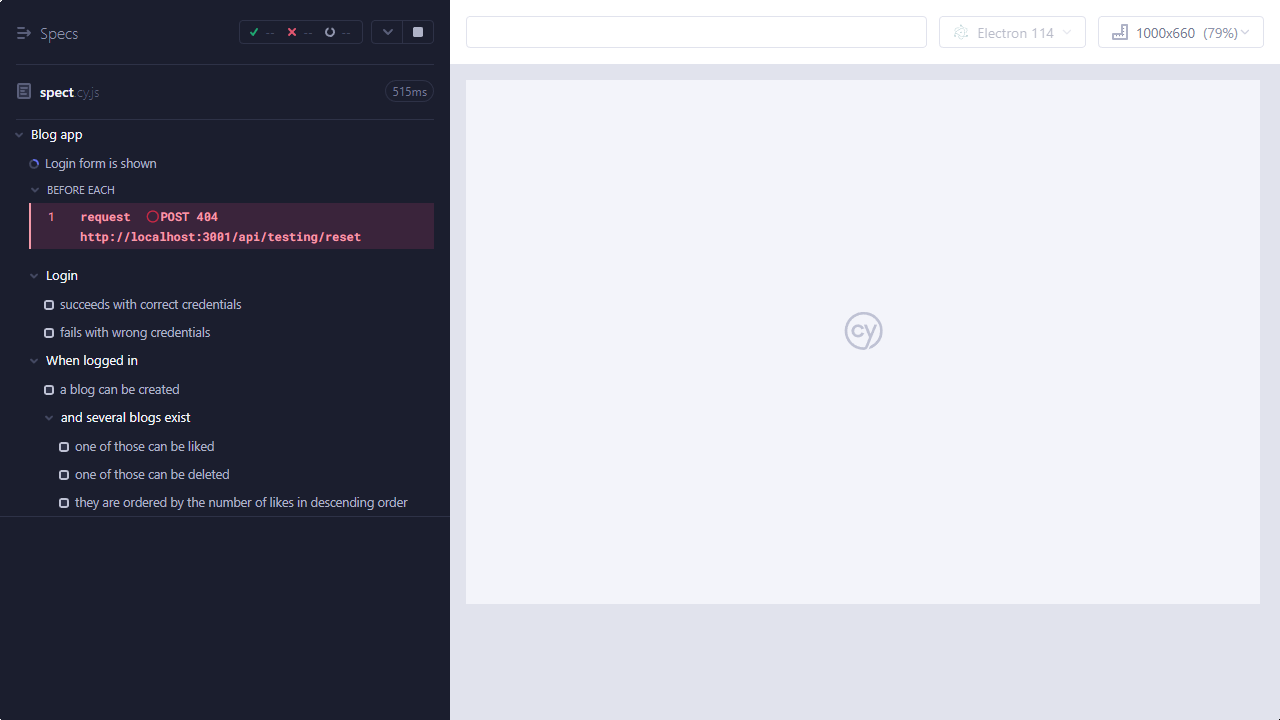 Specs
--
--
--
Electron 114
1000x660 (79%)
spect.cy.js
515ms
Blog app
Login form is shown
BEFORE EACH
1 request POST 404
http://localhost:3001/api/testing/reset
Login
succeeds with correct credentials
fails with wrong credentials
When logged in
a blog can be created
and several blogs exist
one of those can be liked
one of those can be deleted
they are ordered by the number of likes in descending order
cy